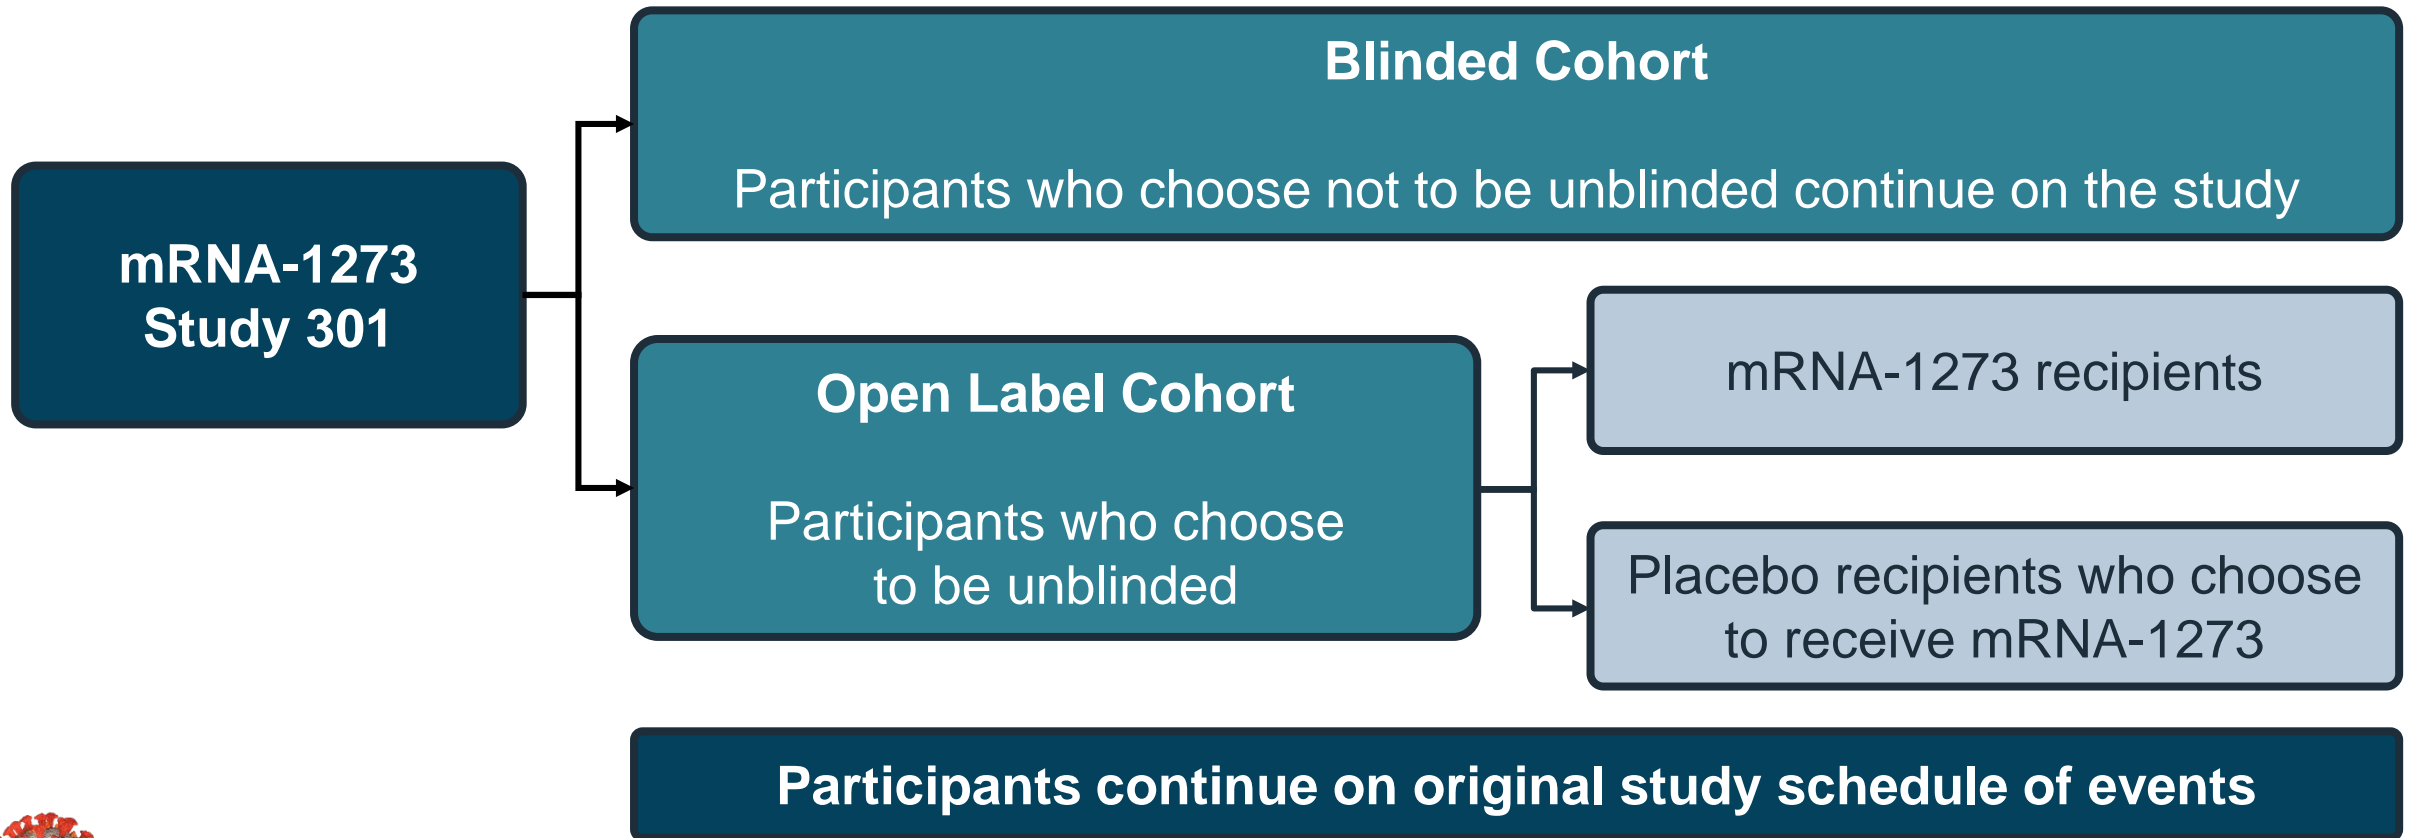 mRNA-1273
Study 301
Blinded Cohort
Participants who choose not to be unblinded continue on the study
Open Label Cohort
Participants who choose
to be unblinded
mRNA-1273 recipients
Placebo recipients who choose
to receive mRNA-1273
Participants continue on original study schedule of events